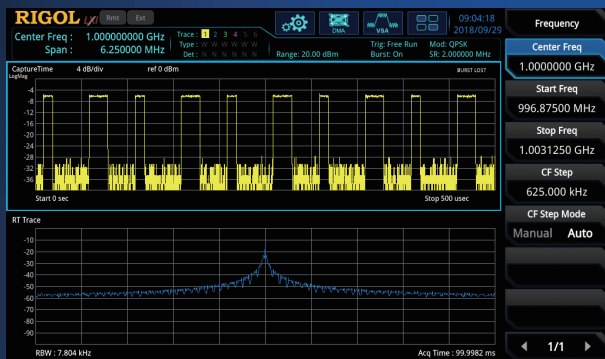 RIGOL LXI Rmt Ext
DMA VSA
09:04:18
2018/09/29
Center Freq : 1.00000000 GHz
Span : 6.250000 MHz
Trace : 1 2 3 4 5 6
Type : W W W W W W
Det : N N N N N N
Range: 20.00 dBm
Trig: Free Run
Burst: On
Mod: QPSK
SR: 2.000000 MHz
CaptureTime 4 dB/div ref 0 dBm BURST LOST
LogMag
-4
-8
-12
-16
-20
-24
-28
-32
-36
Start 0 sec Stop 500 usec
RT Trace
-10
-20
-30
-40
-50
-60
-70
-80
-90
RBW : 7.804 kHz Acq Time : 99.9982 ms
Frequency
Center Freq
1.0000000 GHz
Start Freq
996.87500 MHz
Stop Freq
1.0031250 GHz
CF Step
625.000 kHz
CF Step Mode
Manual Auto
1/1